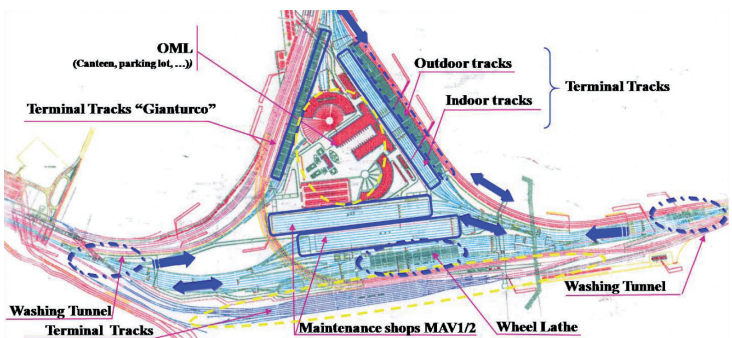 OML
(Canteen, parking lot, …))
Outdoor tracks
Terminal Tracks
Indoor tracks
Terminal Tracks “Gianturco”
Washing Tunnel
Terminal Tracks
Maintenance shops MAV1/2
Wheel Lathe
Washing Tunnel